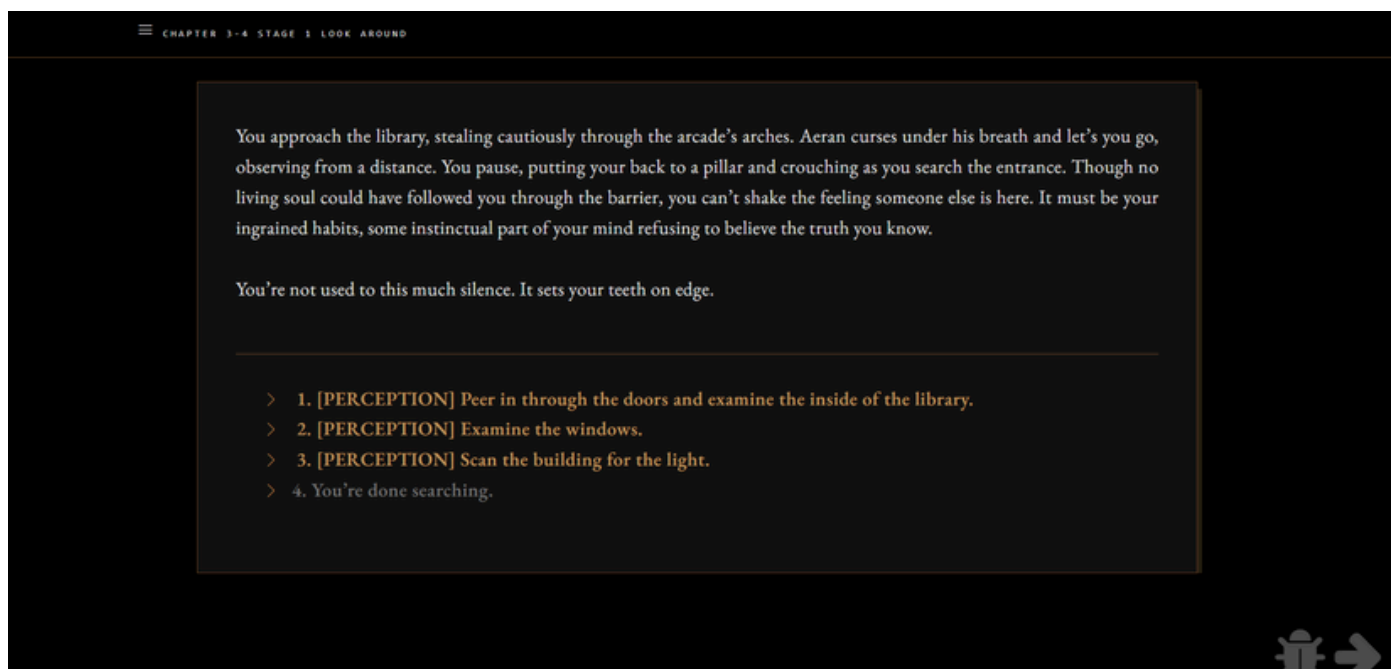 CHAPTER 3-4 STAGE 1 LOOK AROUND
You approach the library, stealing cautiously through the arcade’s arches. Aeran curses under his breath and let’s you go,
observing from a distance. You pause, putting your back to a pillar and crouching as you search the entrance. Though no
living soul could have followed you through the barrier, you can’t shake the feeling someone else is here. It must be your
ingrained habits, some instinctual part of your mind refusing to believe the truth you know.
You’re not used to this much silence. It sets your teeth on edge.
1. [PERCEPTION] Peer in through the doors and examine the inside of the library.
2. [PERCEPTION] Examine the windows.
3. [PERCEPTION] Scan the building for the light.
4. You’re done searching.